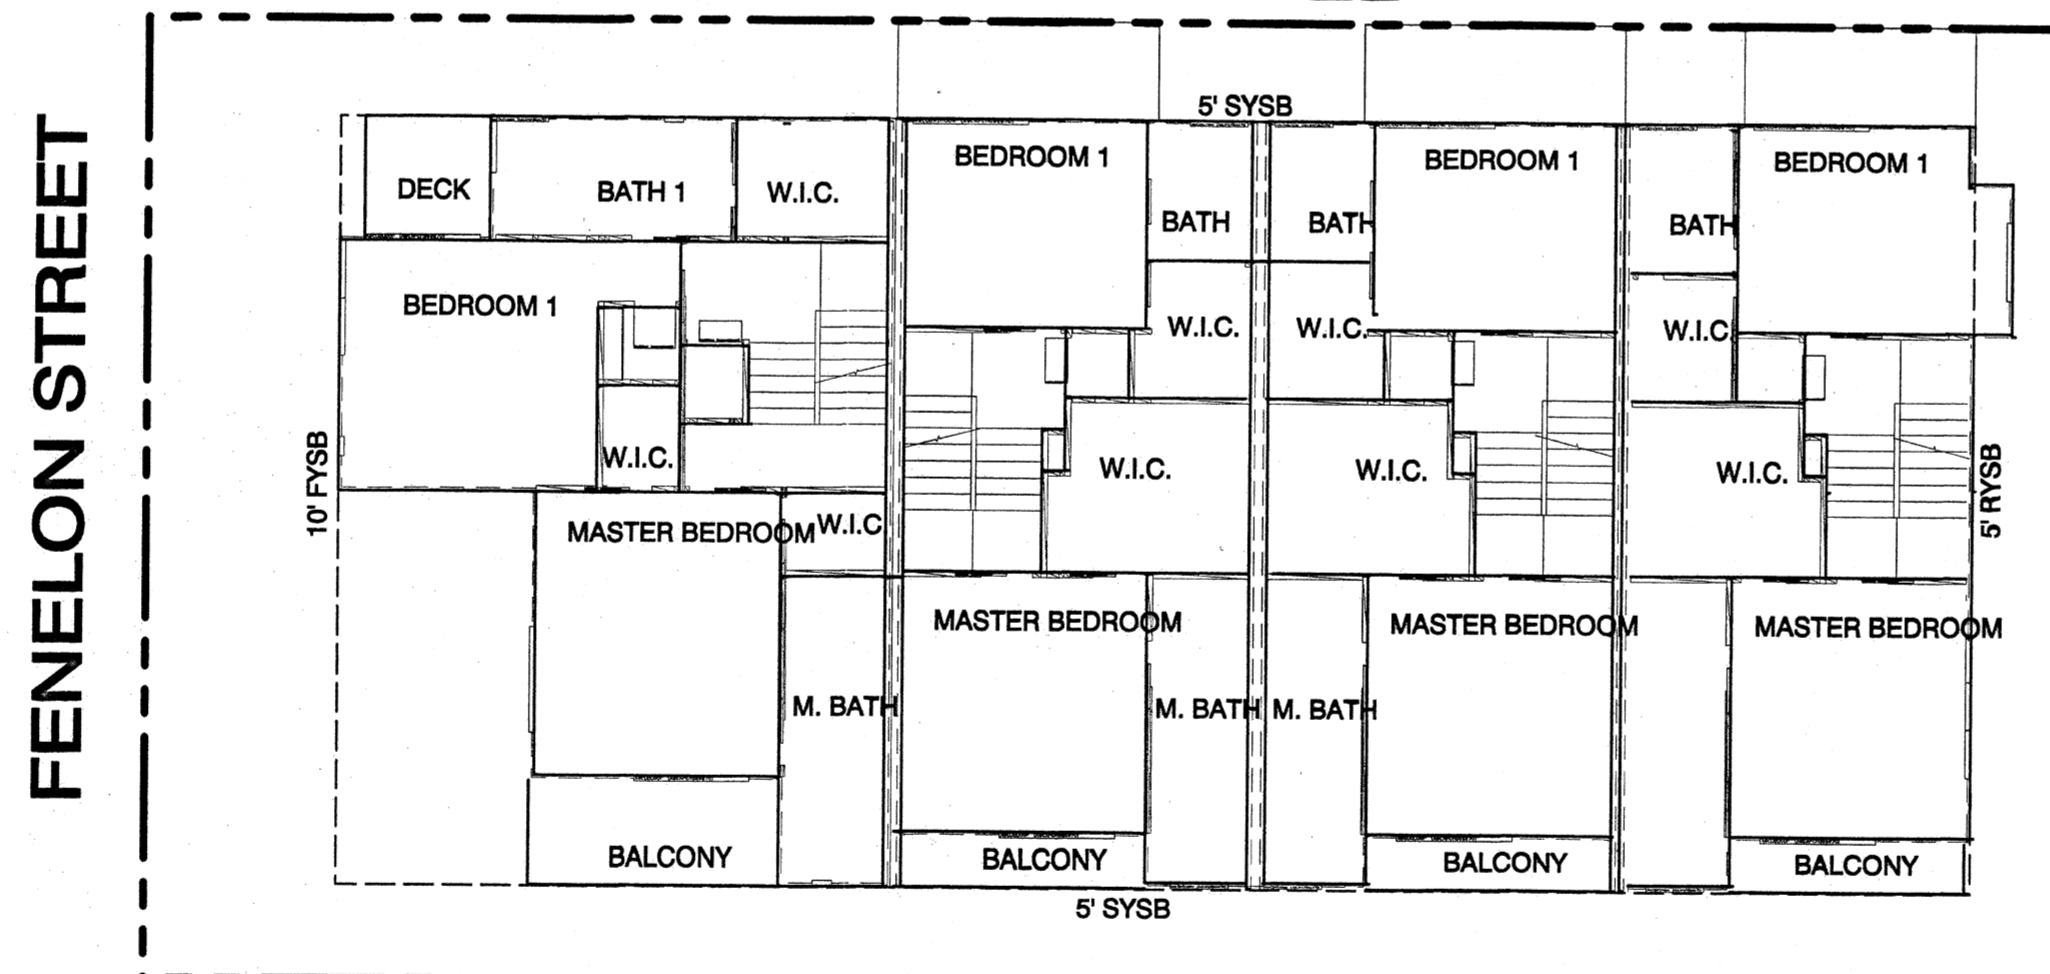 FENELON STREET
5' SYSB
DECK
BATH 1
W.I.C.
BEDROOM 1
BATH
BATH
BEDROOM 1
BATH
BEDROOM 1
BEDROOM 1
W.I.C.
W.I.C.
W.I.C.
W.I.C.
W.I.C.
W.I.C.
W.I.C.
10' FYSB
5' RYSB
MASTER BEDROOM
W.I.C
MASTER BEDROOM
MASTER BEDROOM
MASTER BEDROOM
M. BATH
M. BATH
M. BATH
BALCONY
BALCONY
BALCONY
BALCONY
5' SYSB